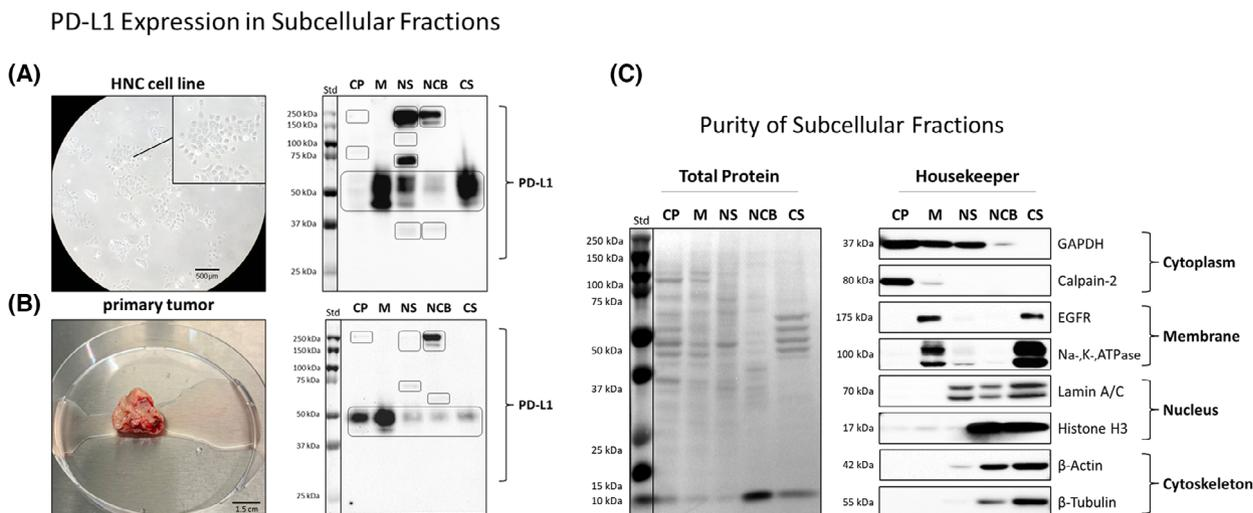 PD-L1 Expression in Subcellular Fractions
(A)
HNC cell line
500µm
Std CP M NS NCB CS
250 kDa
150 kDa
100 kDa
75 kDa
50 kDa
37 kDa
25 kDa
PD-L1
(B)
primary tumor
1.5 cm
Std CP M NS NCB CS
250 kDa
150 kDa
100 kDa
75 kDa
50 kDa
37 kDa
25 kDa
PD-L1
(C)
Purity of Subcellular Fractions
Total Protein
Std CP M NS NCB CS
250 kDa
150 kDa
100 kDa
75 kDa
50 kDa
37 kDa
25 kDa
15 kDa
10 kDa
Housekeeper
CP M NS NCB CS
37 kDa GAPDH
80 kDa Calpain-2
Cytoplasm
175 kDa EGFR
100 kDa Na-,K-,ATPase
Membrane
70 kDa Lamin A/C
17 kDa Histone H3
Nucleus
42 kDa β-Actin
55 kDa β-Tubulin
Cytoskeleton